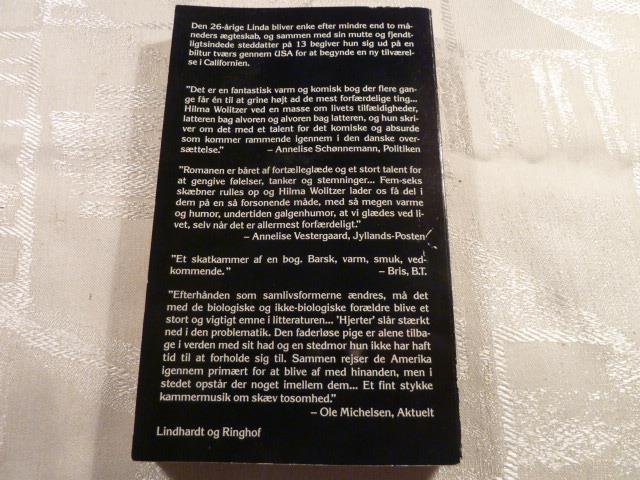 Den 26-årige Linda bliver enke efter mindre end to må-
neders ægteskab, og sammen med sin mutte og fjendt-
ligtsindede steddatter på 13 begiver hun sig ud på en
biltur tværs gennem USA for at begynde en ny tilværel-
se i Californien.
"Det er en fantastisk varm og komisk bog der flere gan-
ge får én til at grine højt ad de mest forfærdelige ting...
Hilma Wolitzer ved en masse om livets tilfældigheder,
latteren bag alvoren og alvoren bag latteren, og hun skri-
ver om det med et talent for det komiske og absurde
som kommer rammende igennem i den danske over-
sættelse." – Annelise Schønnemann, Politiken
"Romanen er båret af fortælleglæde og et stort talent for
at gengive følelser, tanker og stemninger... Fem-seks
skæbner rulles op og Hilma Wolitzer lader os få del i
dem på en så forsonende måde, med så megen varme
og humor, undertiden galgenhumor, at vi glædes ved li-
vet, selv når det er allermest forfærdeligt."
– Annelise Vestergaard, Jyllands-Posten
"Et skatkammer af en bog. Barsk, varm, smuk, ved-
kommende." – Bris, B.T.
"Efterhånden som samlivsformerne ændres, må det
med de biologiske og ikke-biologiske forældre blive et
stort og vigtigt emne i litteraturen... 'Hjerter' slår stærkt
ned i den problematik. Den faderløse pige er alene tilba-
ge i verden med sit had og en stedmor hun ikke har haft
tid til at forholde sig til. Sammen rejser de Amerika
igennem primært for at blive af med hinanden, men i
stedet opstår der noget imellem dem... Et fint stykke
kammermusik om skæv tosomhed."
– Ole Michelsen, Aktuelt
Lindhardt og Ringhof